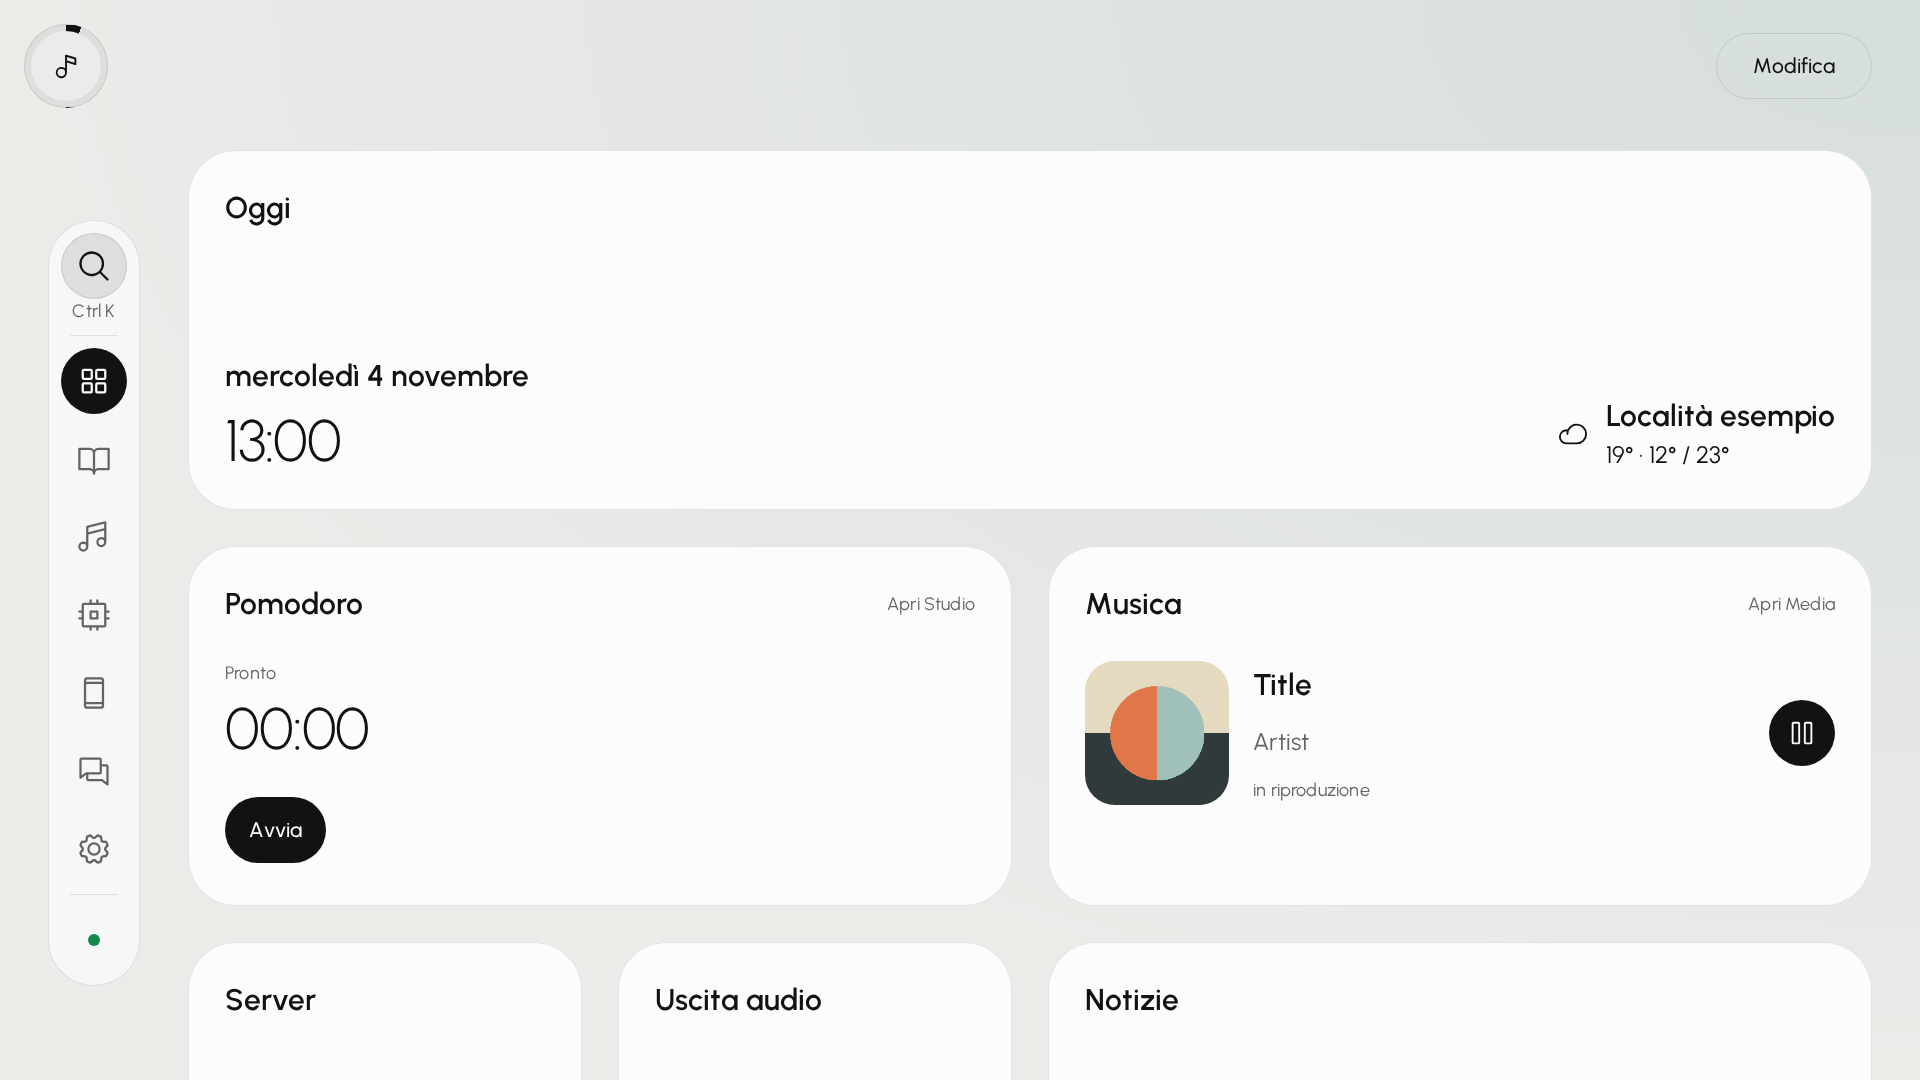 Modifica
Oggi
Ctrl K
mercoledì 4 novembre
13:00
Località esempio
19° · 12° / 23°
Pomodoro
Apri Studio
Musica
Apri Media
Pronto
00:00
Avvia
Title
Artist
in riproduzione
Server
Uscita audio
Notizie